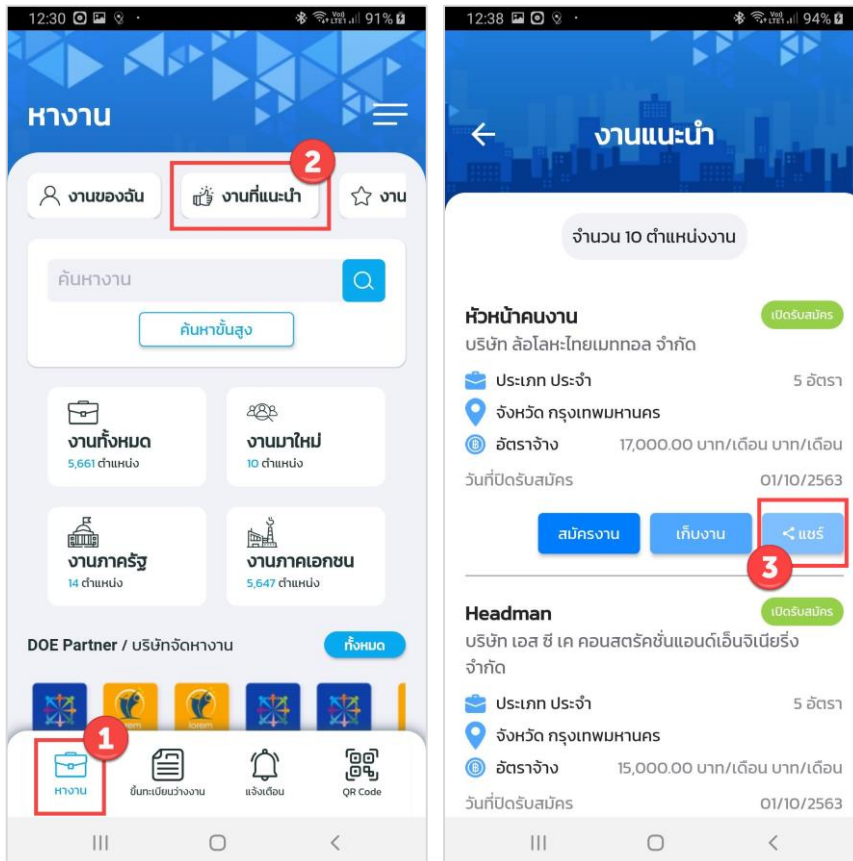 12:30
91%
หางาน
2
งานของฉัน
งานที่แนะนำ
งาน
ค้นหางาน
ค้นหาขั้นสูง
งานทั้งหมด
5,661 ตำแหน่ง
งานมาใหม่
10 ตำแหน่ง
งานภาครัฐ
14 ตำแหน่ง
งานภาคเอกชน
5,647 ตำแหน่ง
DOE Partner / บริษัทจัดหางาน
ทั้งหมด
lorem
lorem
1
หางาน
ขึ้นทะเบียนว่างงาน
แจ้งเตือน
QR Code
12:38
94%
งานแนะนำ
จำนวน 10 ตำแหน่งงาน
หัวหน้าคนงาน
เปิดรับสมัคร
บริษัท ล้อโลหะไทยเมททอล จำกัด
ประเภท ประจำ
5 อัตรา
จังหวัด กรุงเทพมหานคร
อัตราจ้าง
17,000.00 บาท/เดือน บาท/เดือน
วันที่ปิดรับสมัคร
01/10/2563
สมัครงาน
เก็บงาน
แชร์
3
Headman
เปิดรับสมัคร
บริษัท เอส ซี เค คอนสตรัคชั่นแอนด์เอ็นจิเนียริ่ง
จำกัด
ประเภท ประจำ
5 อัตรา
จังหวัด กรุงเทพมหานคร
อัตราจ้าง
15,000.00 บาท/เดือน บาท/เดือน
วันที่ปิดรับสมัคร
01/10/2563